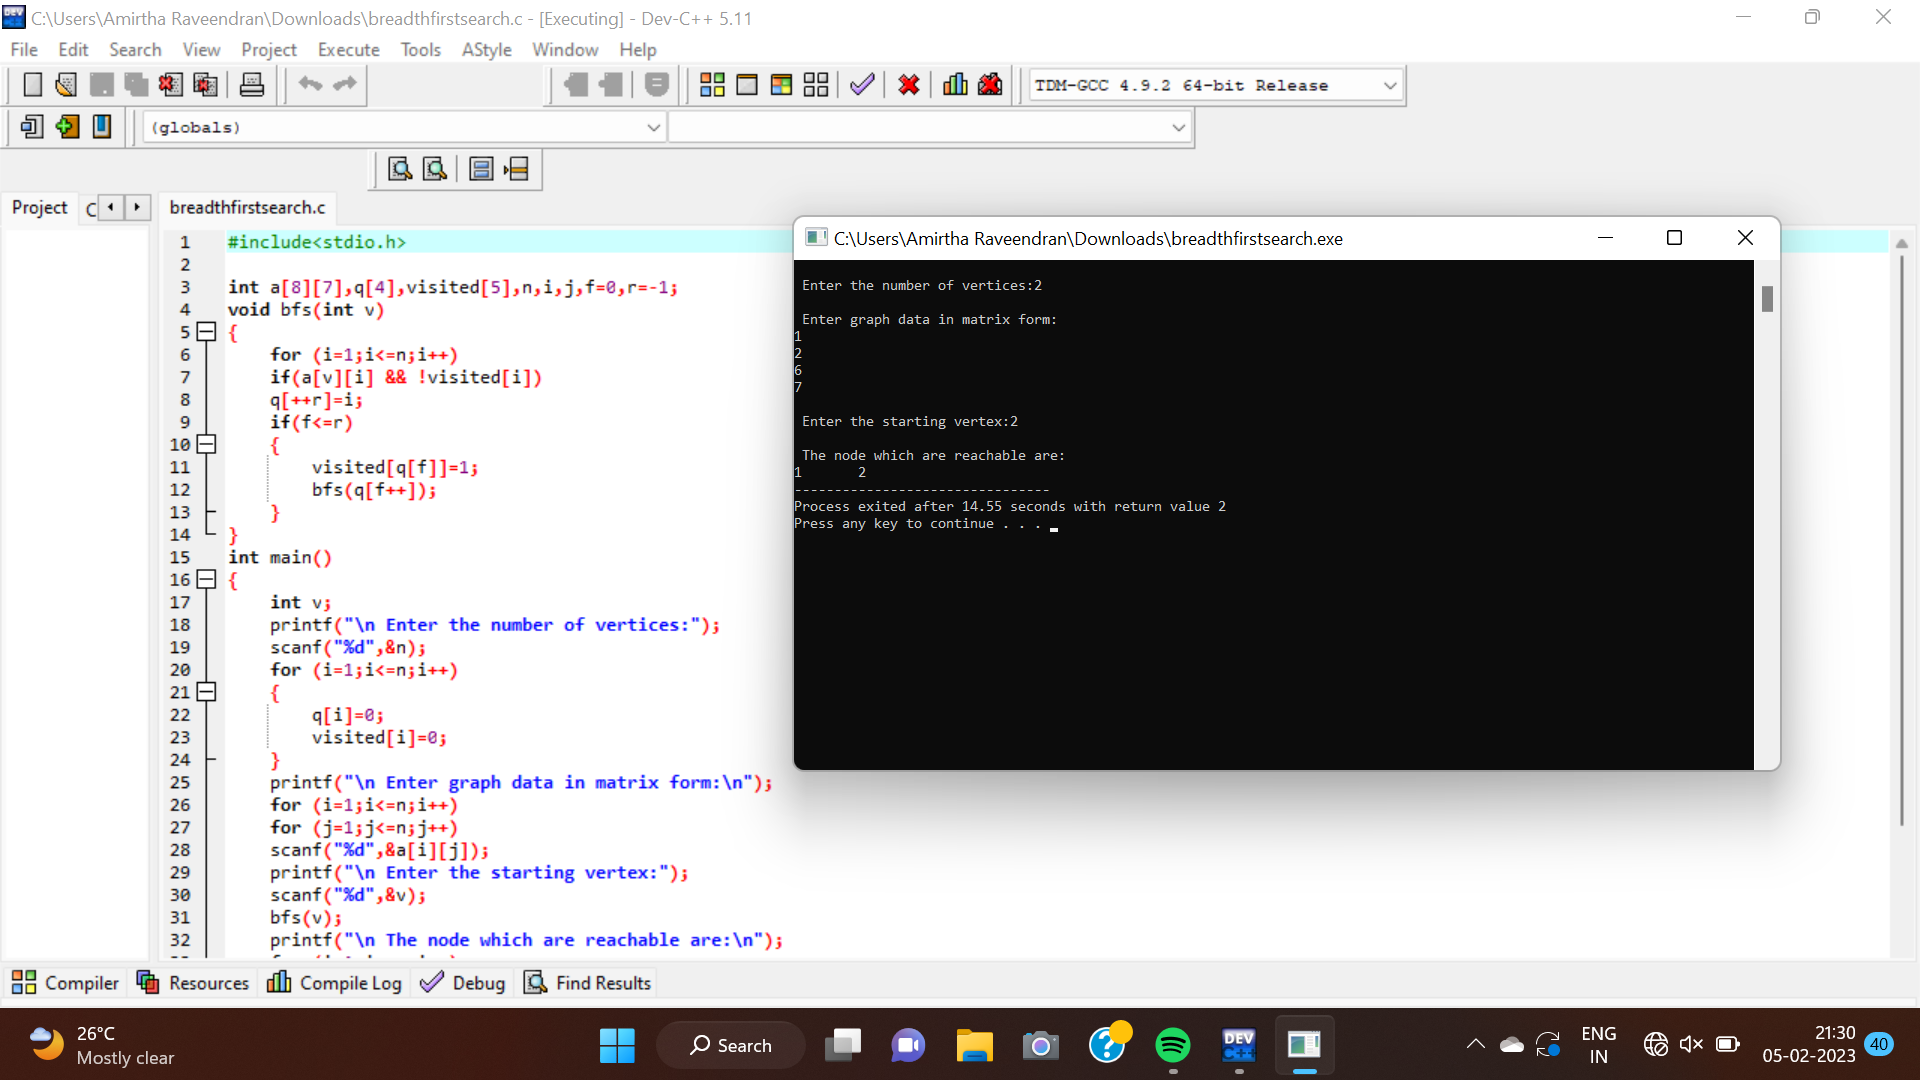 C:\Users\Amirtha Raveendran\Downloads\breadthfirstsearch.c - [Executing] - Dev-C++ 5.11
File Edit Search View Project Execute Tools AStyle Window Help
TDM-GCC 4.9.2 64-bit Release
(globals)
Project C
breadthfirstsearch.c
1 #include<stdio.h>
2
3 int a[8][7],q[4],visited[5],n,i,j,f=0,r=-1;
4 void bfs(int v)
5 {
6 for (i=1;i<=n;i++)
7 if(a[v][i] && !visited[i])
8 q[++r]=i;
9 if(f<=r)
10 {
11 visited[q[f]]=1;
12 bfs(q[f++]);
13 }
14 }
15 int main()
16 {
17 int v;
18 printf("\n Enter the number of vertices:");
19 scanf("%d",&n);
20 for (i=1;i<=n;i++)
21 {
22 q[i]=0;
23 visited[i]=0;
24 }
25 printf("\n Enter graph data in matrix form:\n");
26 for (i=1;i<=n;i++)
27 for (j=1;j<=n;j++)
28 scanf("%d",&a[i][j]);
29 printf("\n Enter the starting vertex:");
30 scanf("%d",&v);
31 bfs(v);
32 printf("\n The node which are reachable are:\n");
C:\Users\Amirtha Raveendran\Downloads\breadthfirstsearch.exe
Enter the number of vertices:2
Enter graph data in matrix form:
1
2
6
7
Enter the starting vertex:2
The node which are reachable are:
1 2
--------------------------------
Process exited after 14.55 seconds with return value 2
Press any key to continue . . .
Compiler Resources Compile Log Debug Find Results
26°C
Mostly clear
Search
DEV
C++
ENG
IN
21:30
05-02-2023
40